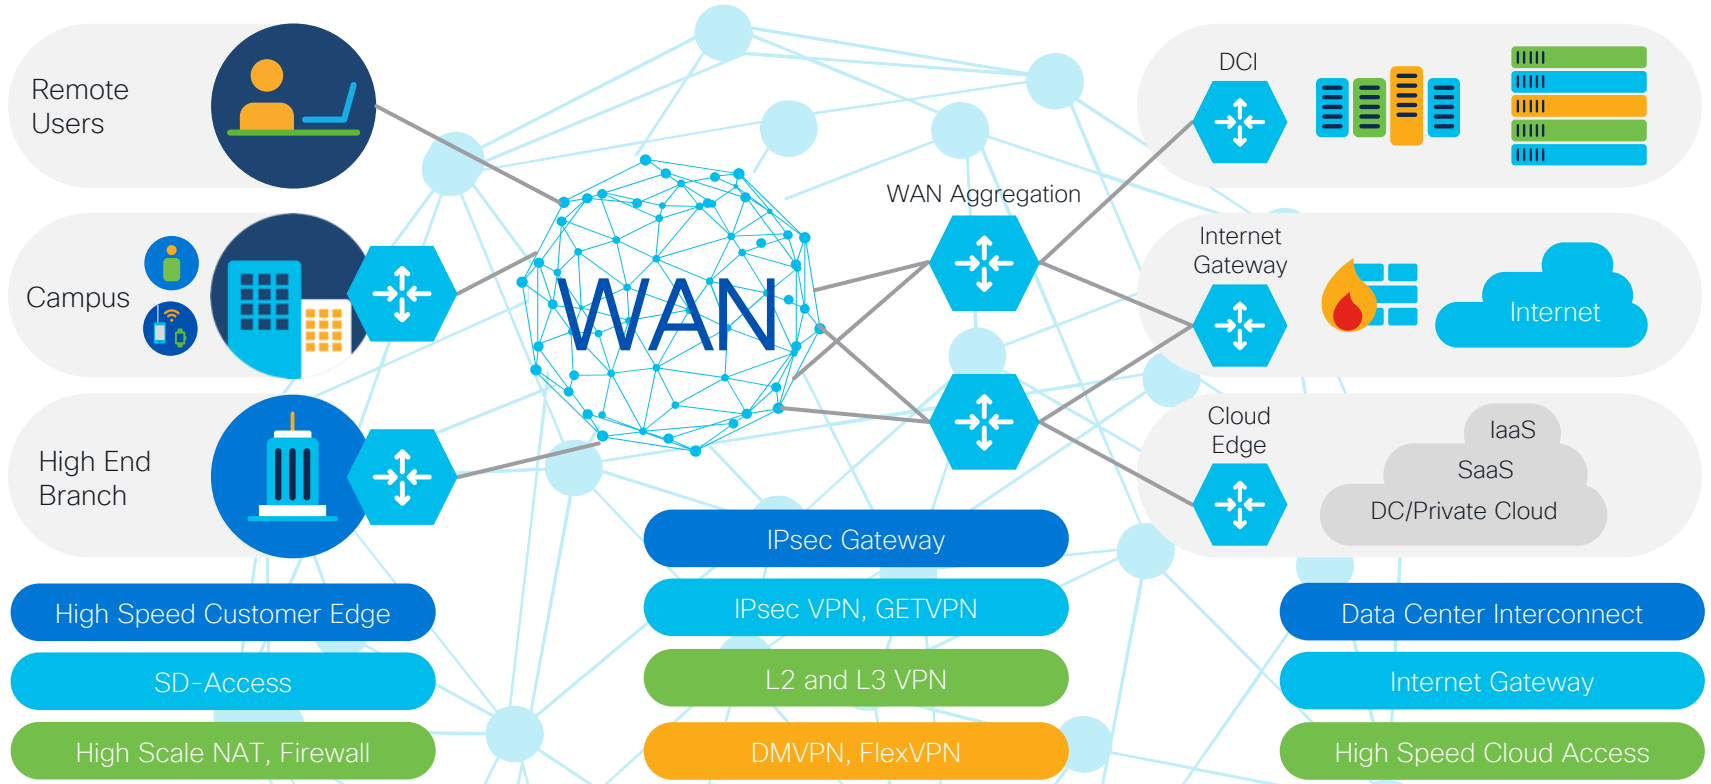 Remote
Users
Campus
High End
Branch
WAN
WAN Aggregation
DCI
Internet
Gateway
Internet
Cloud
Edge
IaaS
SaaS
DC/Private Cloud
High Speed Customer Edge
SD-Access
High Scale NAT, Firewall
IPsec Gateway
IPsec VPN, GETVPN
L2 and L3 VPN
DMVPN, FlexVPN
Data Center Interconnect
Internet Gateway
High Speed Cloud Access